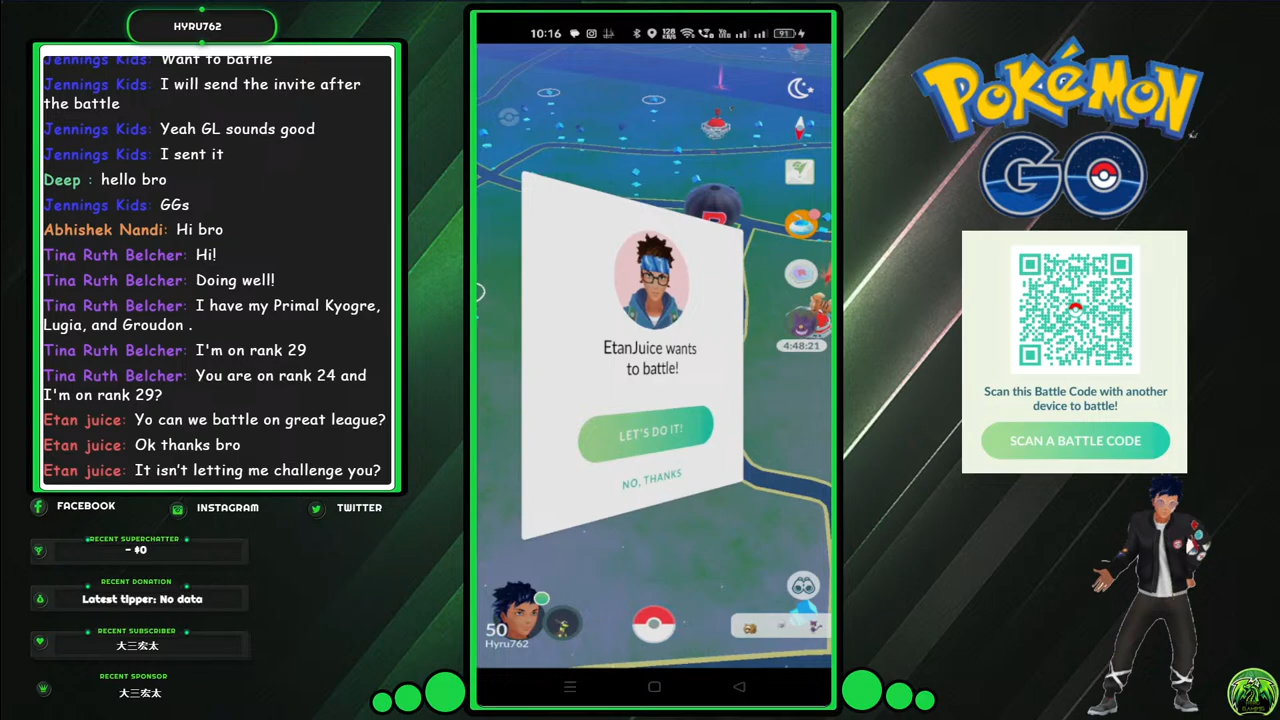 HYRU762
Jennings Kids: Want to battle
Jennings Kids: I will send the invite after
the battle
Jennings Kids: Yeah GL sounds good
Jennings Kids: I sent it
Deep : hello bro
Jennings Kids: GGs
Abhishek Nandi: Hi bro
Tina Ruth Belcher: Hi!
Tina Ruth Belcher: Doing well!
Tina Ruth Belcher: I have my Primal Kyogre,
Lugia, and Groudon .
Tina Ruth Belcher: I'm on rank 29
Tina Ruth Belcher: You are on rank 24 and
I'm on rank 29?
Etan juice: Yo can we battle on great league?
Etan juice: Ok thanks bro
Etan juice: It isn't letting me challenge you?
FACEBOOK
INSTAGRAM
TWITTER
RECENT SUPERCHATTER
- $0
RECENT DONATION
Latest tipper: No data
RECENT SUBSCRIBER
大三宏太
RECENT SPONSOR
大三宏太
10:16
128
KB/s
91
R
EtanJuice wants
to battle!
LET'S DO IT!
NO, THANKS
4:48:21
50
Hyru762
POKÉMON
GO
Scan this Battle Code with another
device to battle!
SCAN A BATTLE CODE